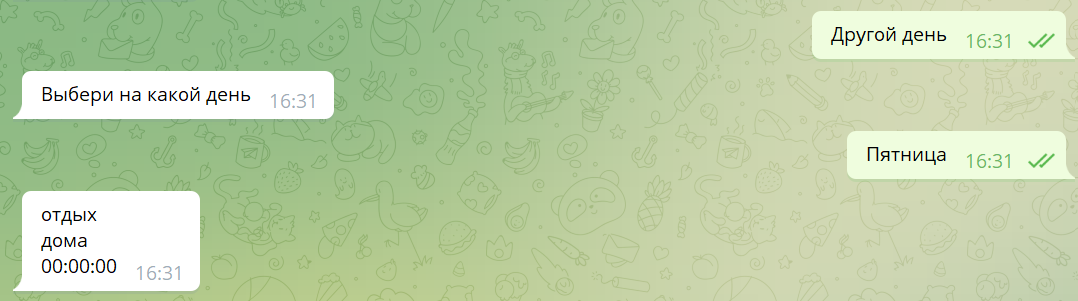 Другой день 16:31
Выбери на какой день 16:31
Пятница 16:31
отдых
дома
00:00:00 16:31